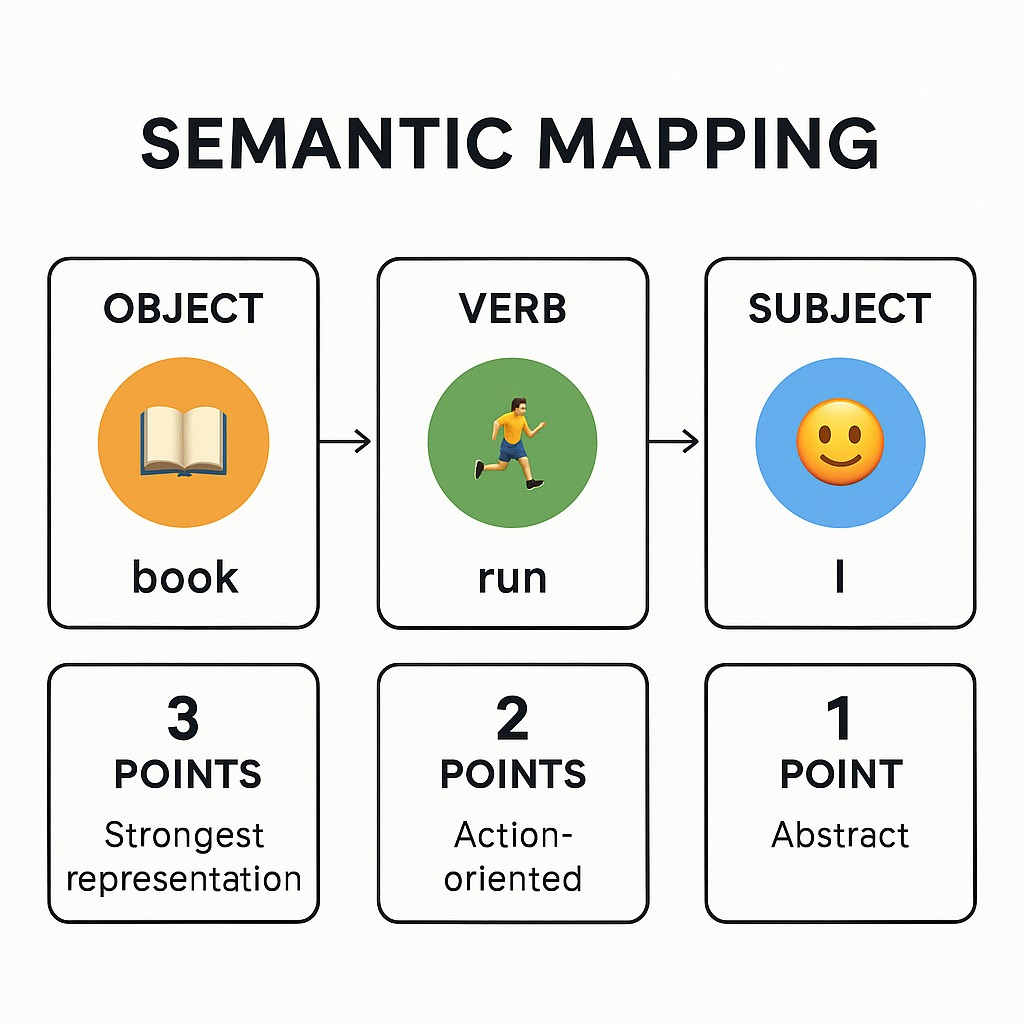 SEMANTIC MAPPING
OBJECT
book
VERB
run
SUBJECT
I
3
POINTS
Strongest
representation
2
POINTS
Action-
oriented
1
POINT
Abstract